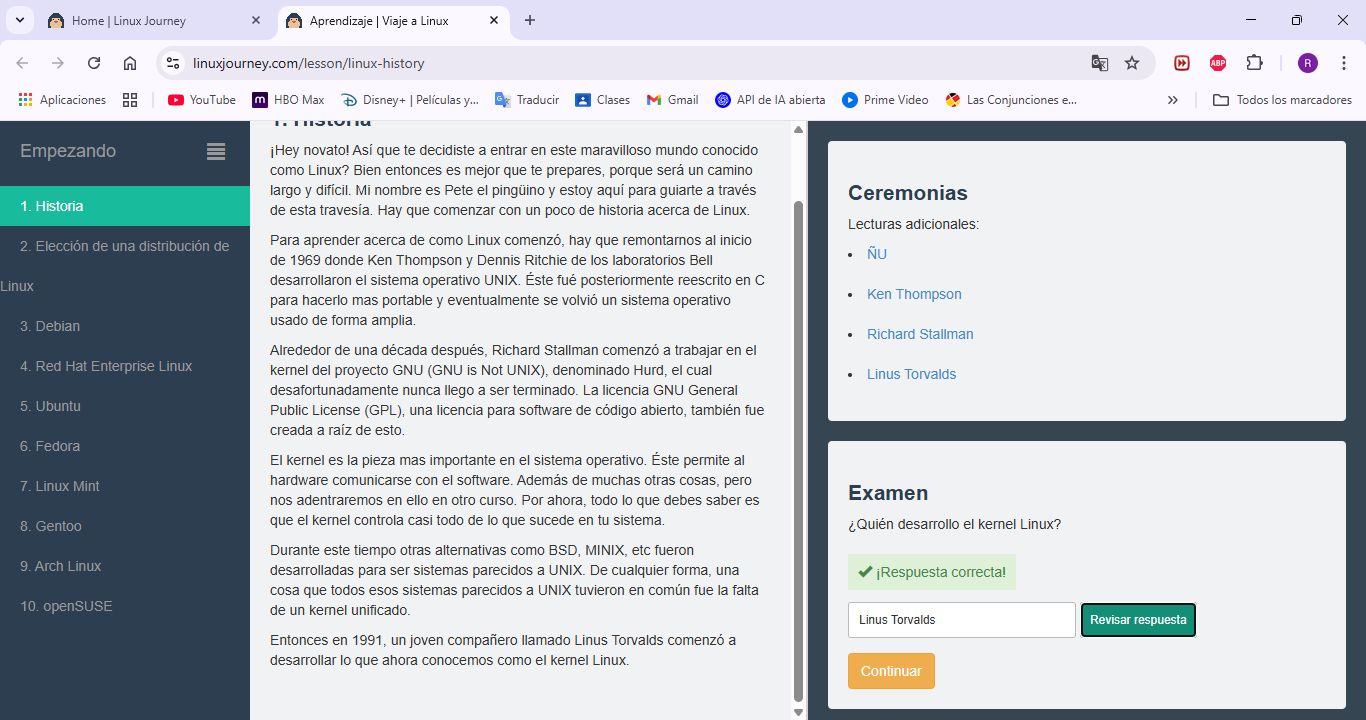 Home | Linux Journey
Aprendizaje | Viaje a Linux
linuxjourney.com/lesson/linux-history
ABP
R
Aplicaciones
YouTube
HBO Max
Disney+ | Películas y...
Traducir
Clases
Gmail
API de IA abierta
Prime Video
Las Conjunciones e...
Todos los marcadores
Empezando
1. Historia
2. Elección de una distribución de
Linux
3. Debian
4. Red Hat Enterprise Linux
5. Ubuntu
6. Fedora
7. Linux Mint
8. Gentoo
9. Arch Linux
10. openSUSE
1. Historia
¡Hey novato! Así que te decidiste a entrar en este maravilloso mundo conocido
como Linux? Bien entonces es mejor que te prepares, porque será un camino
largo y difícil. Mi nombre es Pete el pingüino y estoy aquí para guiarte a través
de esta travesía. Hay que comenzar con un poco de historia acerca de Linux.
Para aprender acerca de como Linux comenzó, hay que remontarnos al inicio
de 1969 donde Ken Thompson y Dennis Ritchie de los laboratorios Bell
desarrollaron el sistema operativo UNIX. Éste fué posteriormente reescrito en C
para hacerlo mas portable y eventualmente se volvió un sistema operativo
usado de forma amplia.
Alrededor de una década después, Richard Stallman comenzó a trabajar en el
kernel del proyecto GNU (GNU is Not UNIX), denominado Hurd, el cual
desafortunadamente nunca llego a ser terminado. La licencia GNU General
Public License (GPL), una licencia para software de código abierto, también fue
creada a raíz de esto.
El kernel es la pieza mas importante en el sistema operativo. Éste permite al
hardware comunicarse con el software. Además de muchas otras cosas, pero
nos adentraremos en ello en otro curso. Por ahora, todo lo que debes saber es
que el kernel controla casi todo de lo que sucede en tu sistema.
Durante este tiempo otras alternativas como BSD, MINIX, etc fueron
desarrolladas para ser sistemas parecidos a UNIX. De cualquier forma, una
cosa que todos esos sistemas parecidos a UNIX tuvieron en común fue la falta
de un kernel unificado.
Entonces en 1991, un joven compañero llamado Linus Torvalds comenzó a
desarrollar lo que ahora conocemos como el kernel Linux.
Ceremonias
Lecturas adicionales:
• ÑU
• Ken Thompson
• Richard Stallman
• Linus Torvalds
Examen
¿Quién desarrollo el kernel Linux?
✔ ¡Respuesta correcta!
Linus Torvalds
Revisar respuesta
Continuar